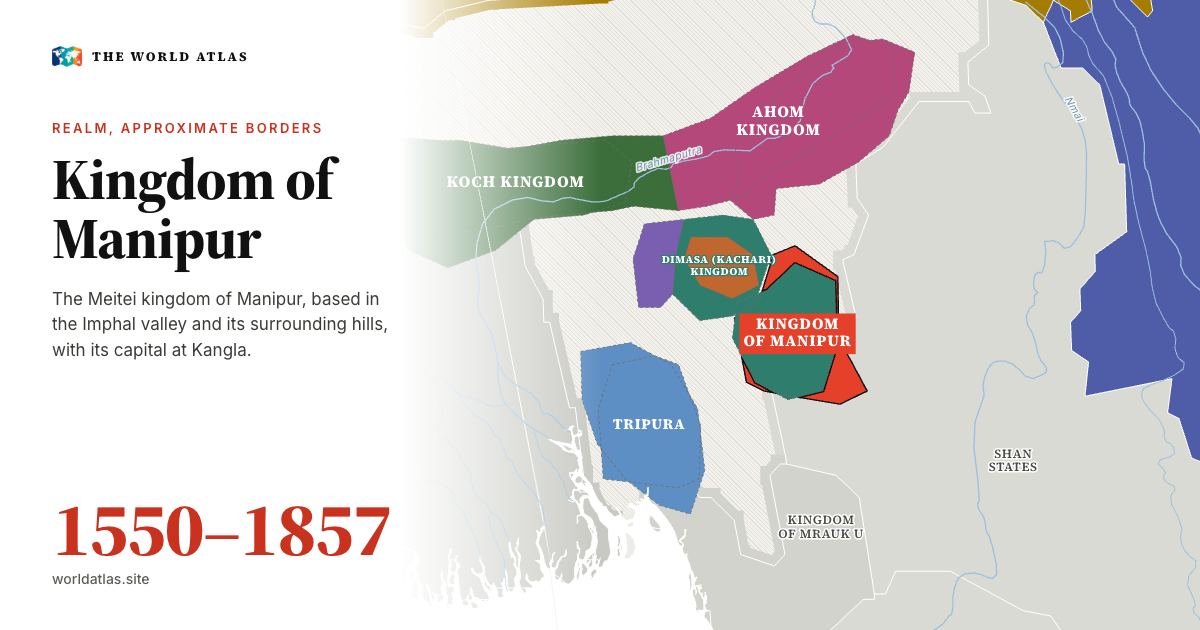 THE WORLD ATLAS
REALM, APPROXIMATE BORDERS
Kingdom of
Manipur
The Meitei kingdom of Manipur, based in
the Imphal valley and its surrounding hills,
with its capital at Kangla.
1550–1857
worldatlas.site
AHOM
KINGDOM
Nmai
Brahmaputra
KOCH KINGDOM
DIMASA (KACHARI)
KINGDOM
KINGDOM
OF MANIPUR
TRIPURA
SHAN
STATES
KINGDOM
OF MRAUK U